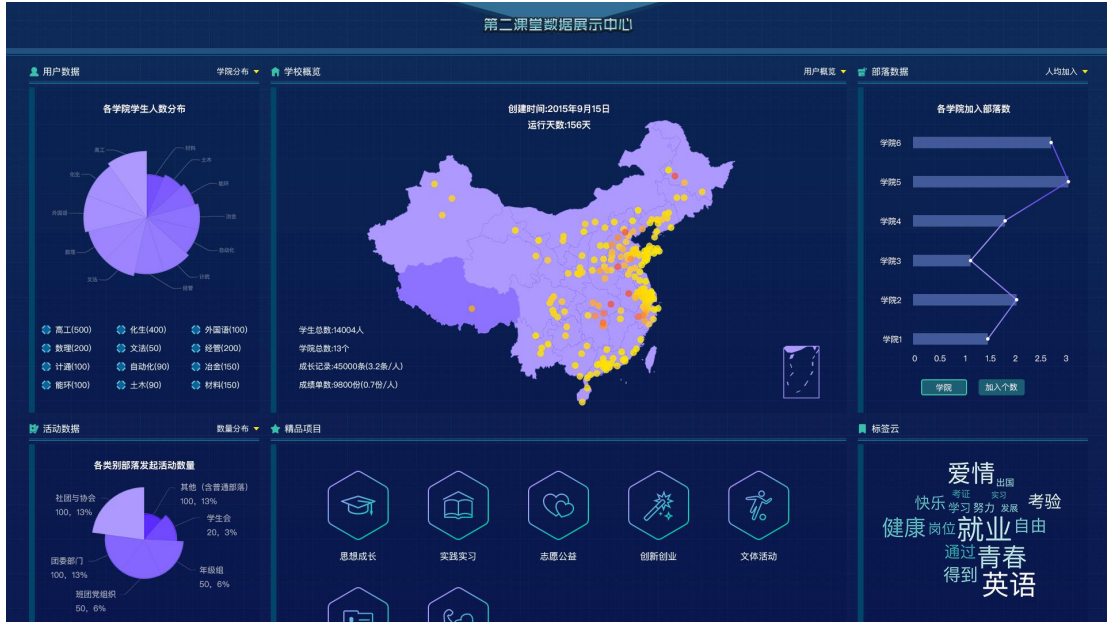 第二课堂数据展示中心
用户数据
学院分布
各学院学生人数分布
高工
材料
化生
土木
能环
外国语
冶金
数理
自动化
文法
计通
经管
高工(500)
化生(400)
外国语(100)
数理(200)
文法(50)
经管(200)
计通(100)
自动化(90)
冶金(150)
能环(100)
土木(90)
材料(150)
学校概览
用户概览
创建时间:2015年9月15日
运行天数:156天
学生总数:14004人
学院总数:13个
成长记录:45000条(3.2条/人)
成绩单数:9800份(0.7份/人)
部落数据
人均加入
各学院加入部落数
学院6
学院5
学院4
学院3
学院2
学院1
0 0.5 1 1.5 2 2.5 3
学院
加入个数
活动数据
数量分布
各类别部落发起活动数量
社团与协会
100, 13%
其他（含普通部落）
100, 13%
学生会
20, 3%
年级组
50, 6%
团委部门
100, 13%
班团党组织
50, 6%
精品项目
思想成长
实践实习
志愿公益
创新创业
文体活动
标签云
爱情
出国
考证
实习
快乐
学习
努力
发展
考验
健康
岗位
就业
自由
通过
青春
得到
英语